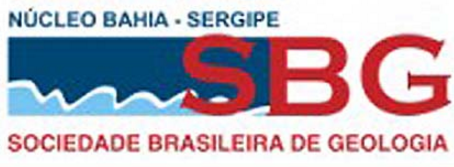 NÚCLEO BAHIA - SERGIPE
SBG
SOCIEDADE BRASILEIRA DE GEOLOGIA